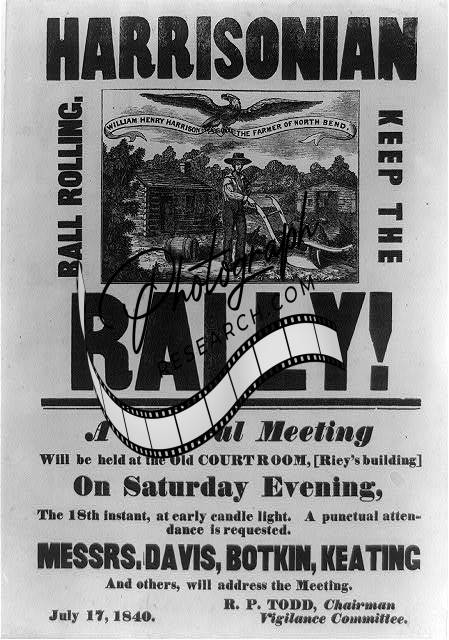 HARRISONIAN
KEEP THE
BALL ROLLING.
WILLIAM HENRY HARRISON THE FARMER OF NORTH BEND.
RALLY!
Photograph
RESEARCH.COM
A Meeting
Will be held at the Old COURT ROOM, [Riey's building]
On Saturday Evening,
The 18th instant, at early candle light. A punctual atten-
dance is requested.
MESSRS. DAVIS, BOTKIN, KEATING
And others, will address the Meeting.
R. P. TODD, Chairman
July 17, 1840.
Vigilance Committee.